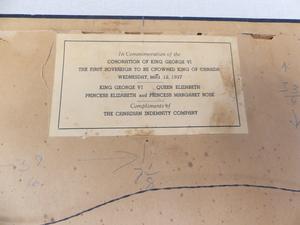 In Commemoration of the
CORONATION OF KING GEORGE VI
THE FIRST SOVEREIGN TO BE CROWNED KING OF CANADA
WEDNESDAY, MAY 12, 1937
KING GEORGE VI QUEEN ELIZABETH
PRINCESS ELIZABETH and PRINCESS MARGARET ROSE
Compliments of
THE CANADIAN INDEMNITY COMPANY